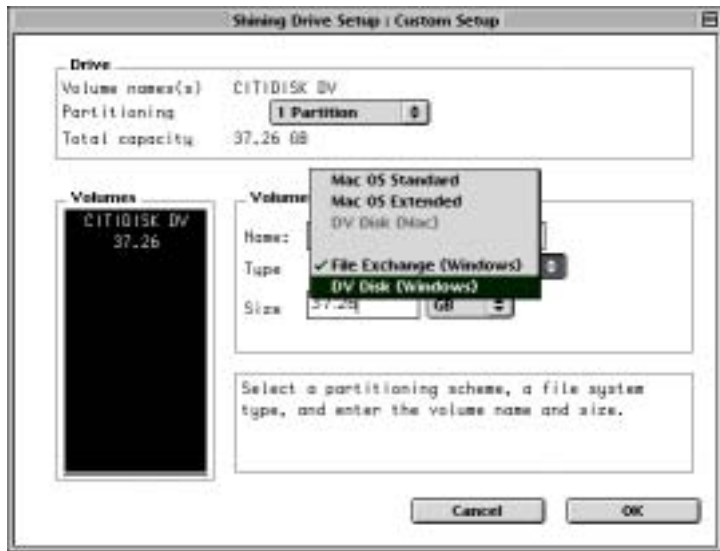 Shining Drive Setup : Custom Setup
Drive
Volume names(s) CITIDISK DV
Partitioning 1 Partition
Total capacity 37.26 GB
Volumes
CITIDISK DV
37.26
Volume
Name:
Type
Size 37.26 GB
Mac OS Standard
Mac OS Extended
DV Disk (Mac)
✓ File Exchange (Windows)
DV Disk (Windows)
Select a partitioning scheme, a file system
type, and enter the volume name and size.
Cancel OK